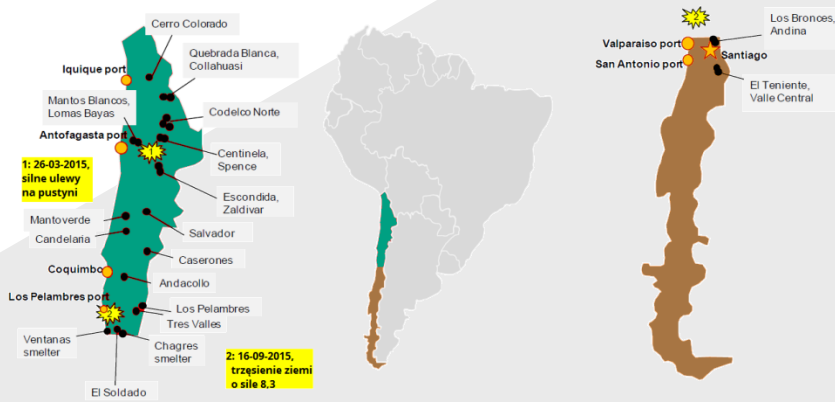 Cerro Colorado
Quebrada Blanca,
Collahuasi
Iquique port
Mantos Blancos,
Lomas Bayas
Codelco Norte
Antofagasta port
1
Centinela,
Spence
1: 26-03-2015,
silne ulewy
na pustyni
Escondida,
Zaldivar
Mantoverde
Salvador
Candelaria
Caserones
Coquimbo
Andacollo
Los Pelambres port
2
Los Pelambres
Tres Valles
Ventanas
smelter
Chagres
smelter
El Soldado
2: 16-09-2015,
trzęsienie ziemi
o sile 8,3
2
Los Bronces,
Andina
Valparaiso port
Santiago
San Antonio port
El Teniente,
Valle Central